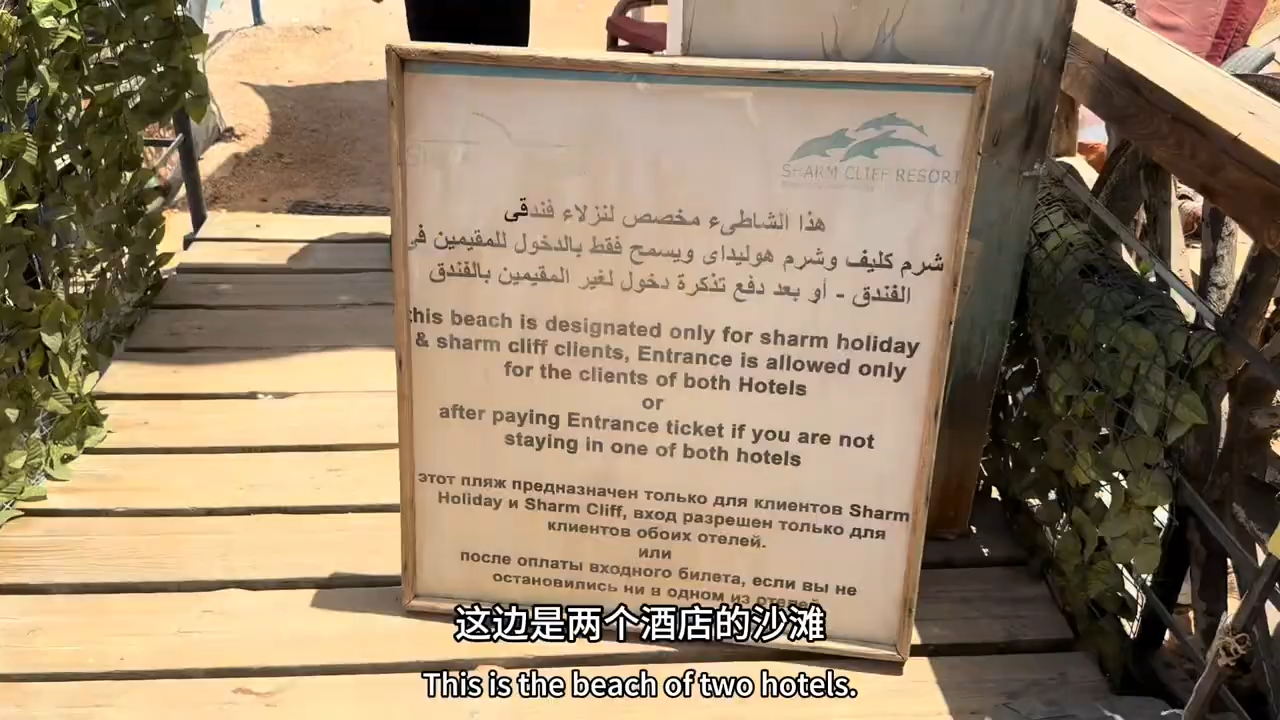 SHARM CLIFF RESORT
هذا الشاطىء مخصص لنزلاء فندقى
شرم كليف وشرم هوليداى ويسمح فقط بالدخول للمقيمين فى
الفندق - أو بعد دفع تذكرة دخول لغير المقيمين بالفندق
this beach is designated only for sharm holiday
& sharm cliff clients, Entrance is allowed only
for the clients of both Hotels
or
after paying Entrance ticket if you are not
staying in one of both hotels
этот пляж предназначен только для клиентов Sharm
Holiday и Sharm Cliff, вход разрешен только для
клиентов обоих отелей.
или
после оплаты входного билета, если вы не
остановились ни в одном из отелей
这边是两个酒店的沙滩
This is the beach of two hotels.